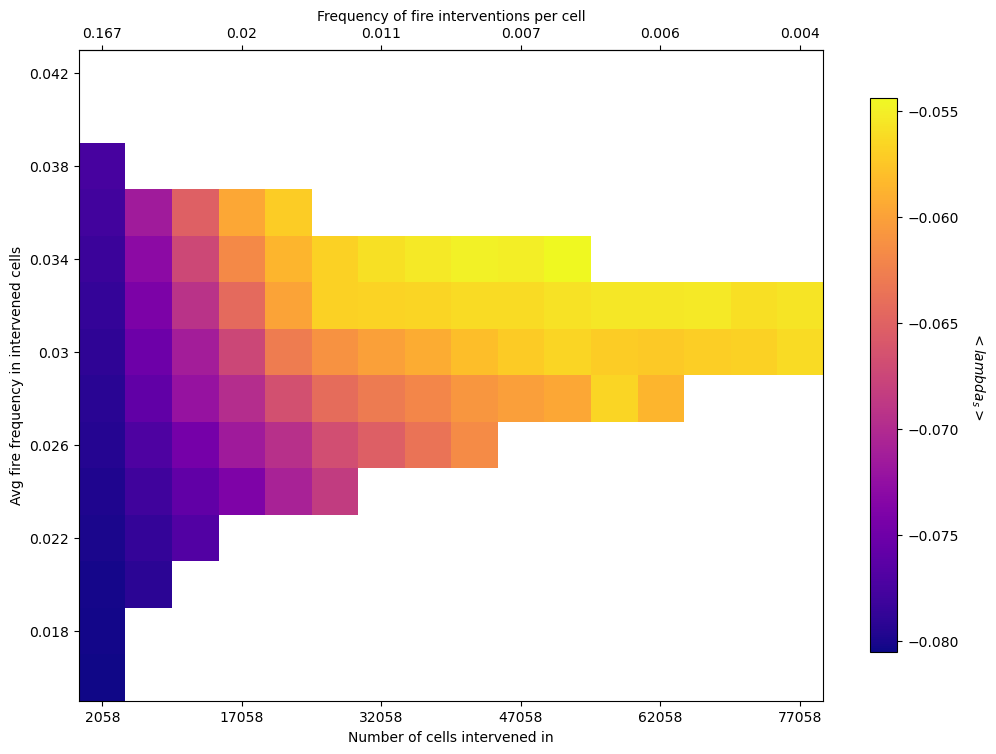 Frequency of fire interventions per cell
0.167 0.02 0.011 0.007 0.006 0.004
Avg fire frequency in intervened cells
0.042
0.038
0.034
0.03
0.026
0.022
0.018
2058 17058 32058 47058 62058 77058
Number of cells intervened in
−0.055
−0.060
−0.065
−0.070
−0.075
−0.080
< lambda_s >